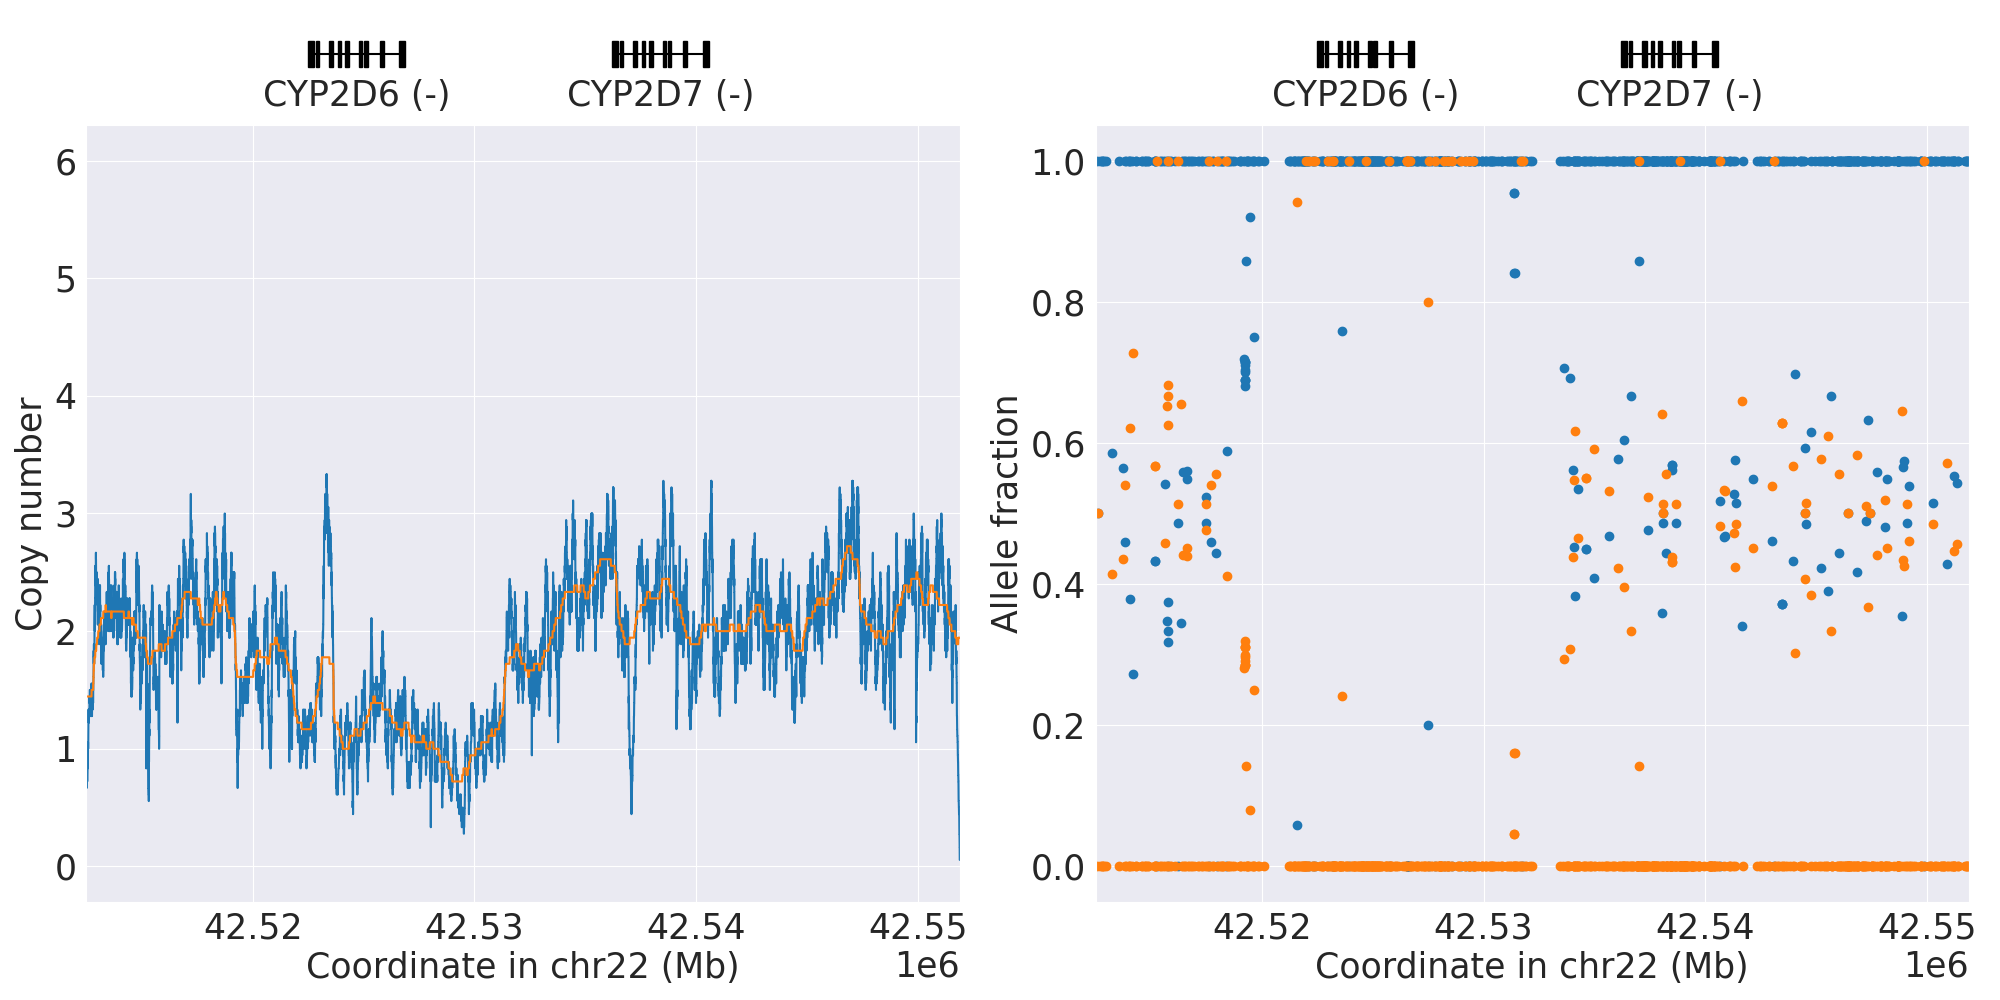 CYP2D6 (-) CYP2D7 (-)
6
5
4
3
2
1
0
Copy number
42.52 42.53 42.54 42.55
Coordinate in chr22 (Mb) 1e6
CYP2D6 (-) CYP2D7 (-)
1.0
0.8
0.6
0.4
0.2
0.0
Allele fraction
42.52 42.53 42.54 42.55
Coordinate in chr22 (Mb) 1e6